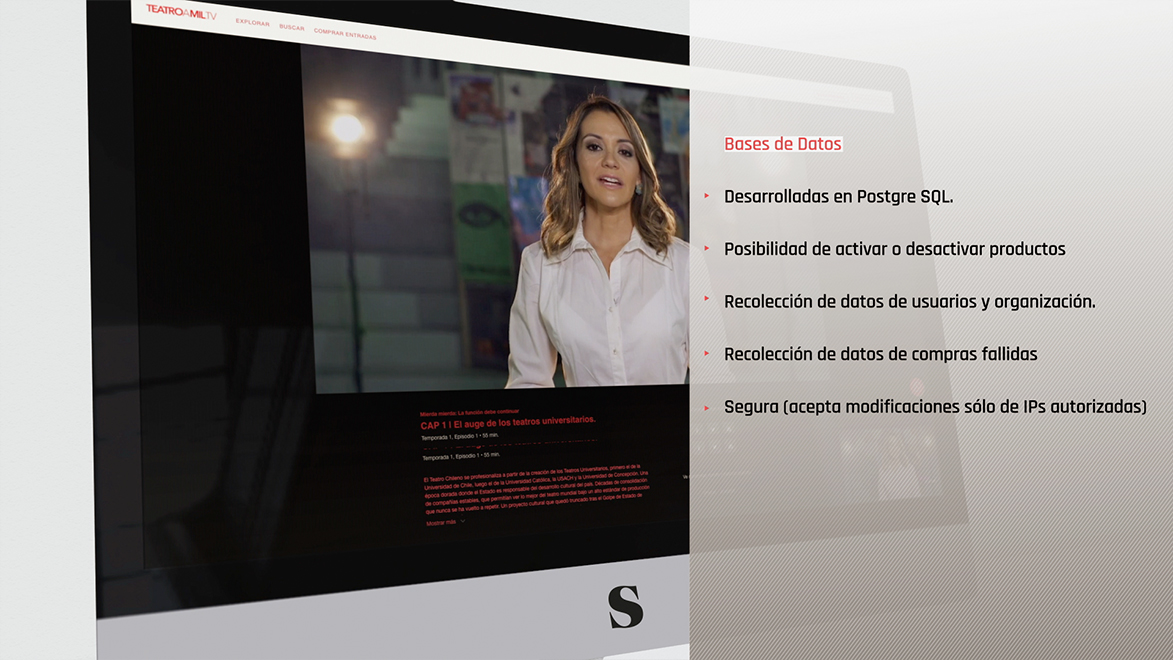 TEATROAMILTV
EXPLORAR BUSCAR COMPRAR ENTRADAS
Mierda mierda: La función debe continuar
CAP 1 I El auge de los teatros universitarios.
Temporada 1, Episodio 1 • 55 min.
Temporada 1, Episodio 1 • 55 min.
El Teatro Chileno se profesionaliza a partir de la creación de los Teatros Universitarios, primero el de la
Universidad de Chile, luego el de la Universidad Católica, la USACH y la Universidad de Concepción. Una
época dorada donde el Estado es responsable del desarrollo cultural del país. Décadas de consolidación
de compañías estables, que permitían ver lo mejor del teatro mundial bajo un alto estándar de producción
que nunca se ha vuelto a repetir. Un proyecto cultural que quedó truncado tras el Golpe de Estado de
Mostrar más
S
Bases de Datos
Desarrolladas en Postgre SQL.
Posibilidad de activar o desactivar productos
Recolección de datos de usuarios y organización.
Recolección de datos de compras fallidas
Segura (acepta modificaciones sólo de IPs autorizadas)